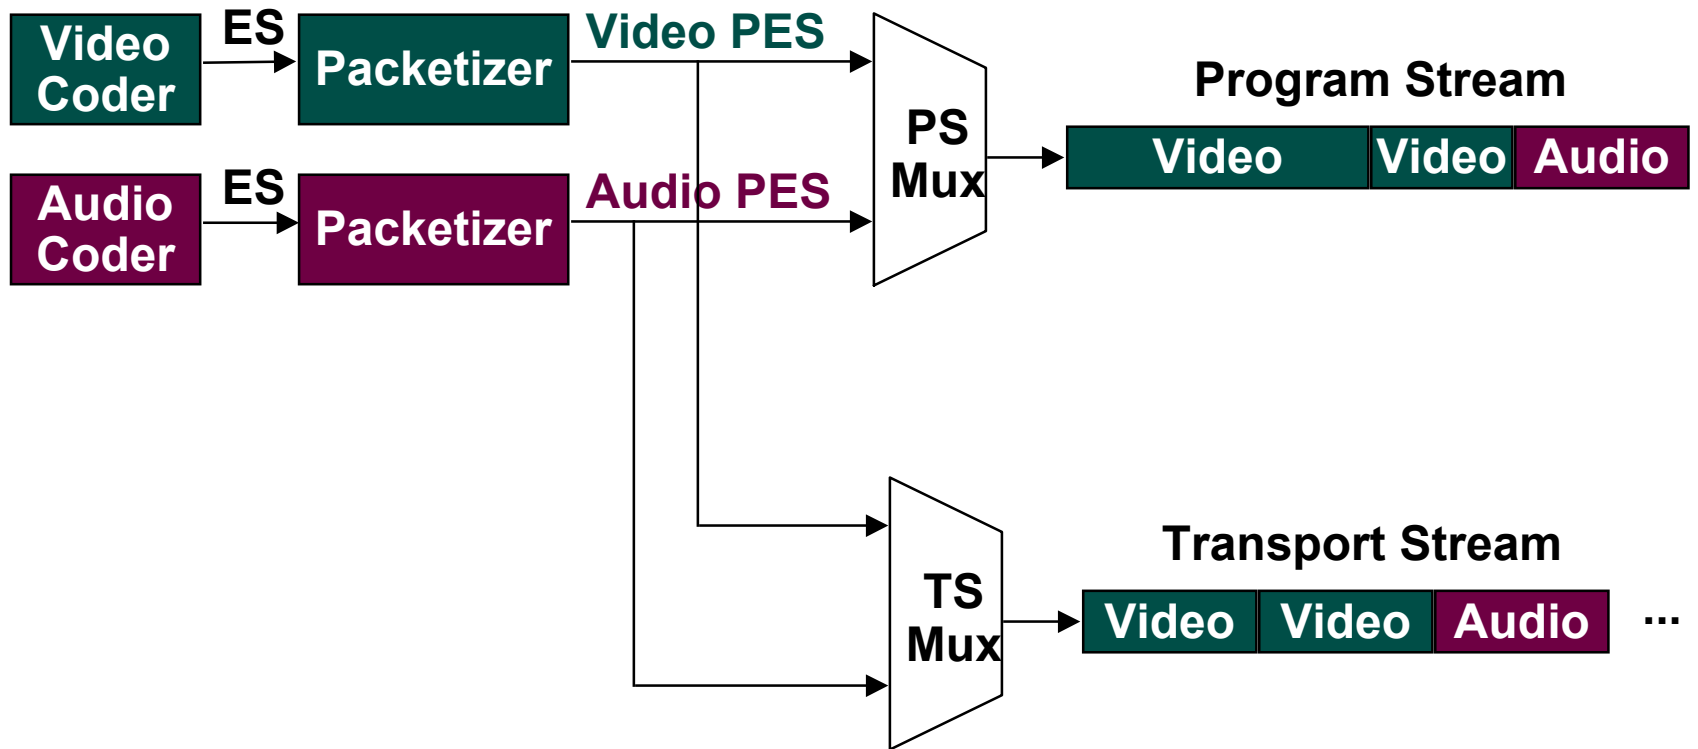 Video
Coder
ES
Packetizer
Video PES
Audio
Coder
ES
Packetizer
Audio PES
PS
Mux
Program Stream
Video
Video
Audio
TS
Mux
Transport Stream
Video
Video
Audio
...